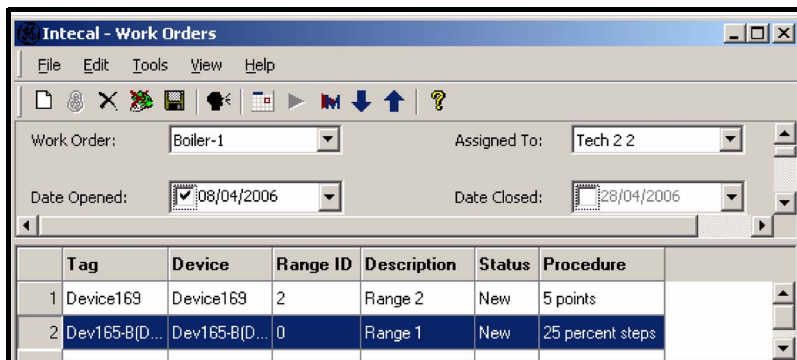 Intecal - Work Orders
File Edit Tools View Help
Work Order: Boiler-1 Assigned To: Tech 2 2
Date Opened: 08/04/2006 Date Closed: 28/04/2006
Tag Device Range ID Description Status Procedure
1 Device169 Device169 2 Range 2 New 5 points
2 Dev165-B(D... Dev165-B(D... 0 Range 1 New 25 percent steps